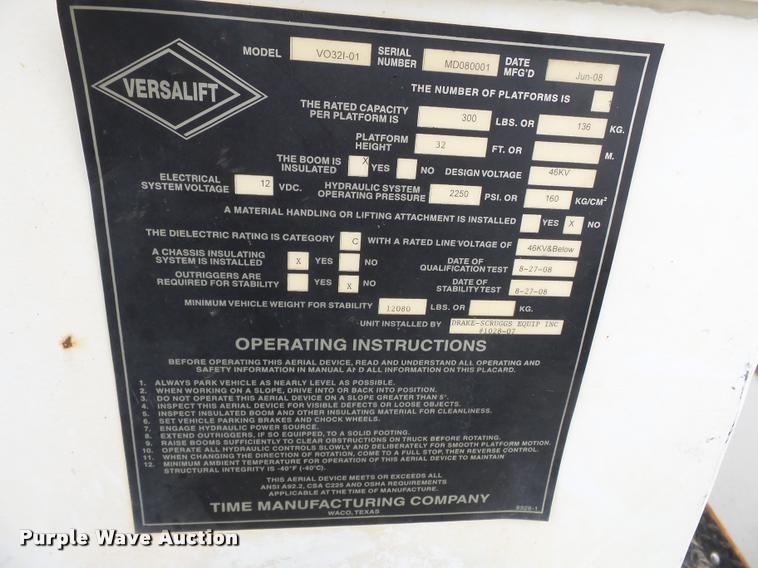 VERSALIFT
MODEL VO32I-01 SERIAL NUMBER MD080001 DATE MFG'D Jun-08
THE NUMBER OF PLATFORMS IS 1
THE RATED CAPACITY PER PLATFORM IS 300 LBS. OR 136 KG.
PLATFORM HEIGHT 32 FT. OR M.
THE BOOM IS INSULATED X YES NO DESIGN VOLTAGE 46KV
ELECTRICAL SYSTEM VOLTAGE 12 VDC. HYDRAULIC SYSTEM OPERATING PRESSURE 2250 PSI. OR 160 KG/CM²
A MATERIAL HANDLING OR LIFTING ATTACHMENT IS INSTALLED YES X NO
THE DIELECTRIC RATING IS CATEGORY C WITH A RATED LINE VOLTAGE OF 46KV&Below
A CHASSIS INSULATING SYSTEM IS INSTALLED X YES NO DATE OF QUALIFICATION TEST 8-27-08
OUTRIGGERS ARE REQUIRED FOR STABILITY YES X NO DATE OF STABILITY TEST 8-27-08
MINIMUM VEHICLE WEIGHT FOR STABILITY 12080 LBS. OR KG.
UNIT INSTALLED BY DRAKE-SCRUGGS EQUIP INC
#1028-07
OPERATING INSTRUCTIONS
BEFORE OPERATING THIS AERIAL DEVICE, READ AND UNDERSTAND ALL OPERATING AND
SAFETY INFORMATION IN MANUAL AND ALL INFORMATION ON THIS PLACARD.
1. ALWAYS PARK VEHICLE AS NEARLY LEVEL AS POSSIBLE.
2. WHEN WORKING ON A SLOPE, DRIVE INTO OR BACK INTO POSITION.
3. DO NOT OPERATE THIS AERIAL DEVICE ON A SLOPE GREATER THAN 5°.
4. INSPECT THIS AERIAL DEVICE FOR VISIBLE DEFECTS OR LOOSE OBJECTS.
5. INSPECT INSULATED BOOM AND OTHER INSULATING MATERIAL FOR CLEANLINESS.
6. SET VEHICLE PARKING BRAKES AND CHOCK WHEELS.
7. ENGAGE HYDRAULIC POWER SOURCE.
8. EXTEND OUTRIGGERS, IF SO EQUIPPED, TO A SOLID FOOTING.
9. RAISE BOOMS SUFFICIENTLY TO CLEAR OBSTRUCTIONS ON TRUCK BEFORE ROTATING.
10. OPERATE ALL HYDRAULIC CONTROLS SLOWLY AND DELIBERATELY FOR SMOOTH PLATFORM MOTION.
11. WHEN CHANGING THE DIRECTION OF ROTATION, COME TO A FULL STOP, THEN REVERSE CONTROL.
12. MINIMUM AMBIENT TEMPERATURE FOR OPERATION OF THIS AERIAL DEVICE TO MAINTAIN
STRUCTURAL INTEGRITY IS -40°F (-40°C).
THIS AERIAL DEVICE MEETS OR EXCEEDS ALL
ANSI A92.2, CSA C225 AND OSHA REQUIREMENTS
APPLICABLE AT THE TIME OF MANUFACTURE.
TIME MANUFACTURING COMPANY
WACO, TEXAS
8928-1
Purple Wave Auction